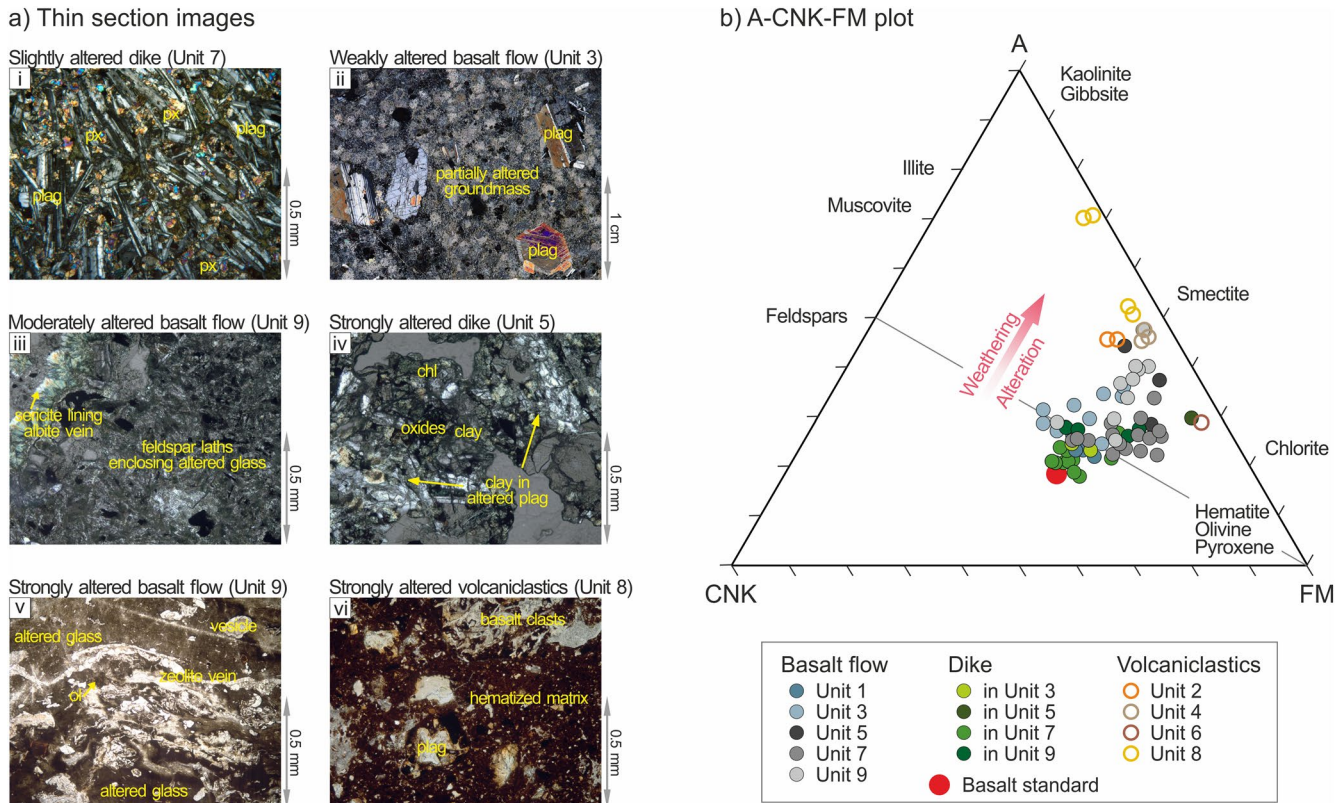 a) Thin section images
Slightly altered dike (Unit 7)
i
px
px
plag
plag
px
0.5 mm
Weakly altered basalt flow (Unit 3)
ii
plag
partially altered
groundmass
plag
1 cm
Moderately altered basalt flow (Unit 9)
iii
sericite lining
albite vein
feldspar laths
enclosing altered glass
0.5 mm
Strongly altered dike (Unit 5)
iv
chl
oxides
clay
clay in
altered plag
0.5 mm
Strongly altered basalt flow (Unit 9)
v
vesicle
altered glass
zeolite vein
ol
altered glass
0.5 mm
Strongly altered volcaniclastics (Unit 8)
vi
basalt clasts
hematized matrix
plag
0.5 mm
b) A-CNK-FM plot
A
Kaolinite
Gibbsite
Illite
Muscovite
Smectite
Feldspars
Weathering
Alteration
Chlorite
Hematite
Olivine
Pyroxene
CNK
FM
Basalt flow
Unit 1
Unit 3
Unit 5
Unit 7
Unit 9
Dike
in Unit 3
in Unit 5
in Unit 7
in Unit 9
Basalt standard
Volcaniclastics
Unit 2
Unit 4
Unit 6
Unit 8